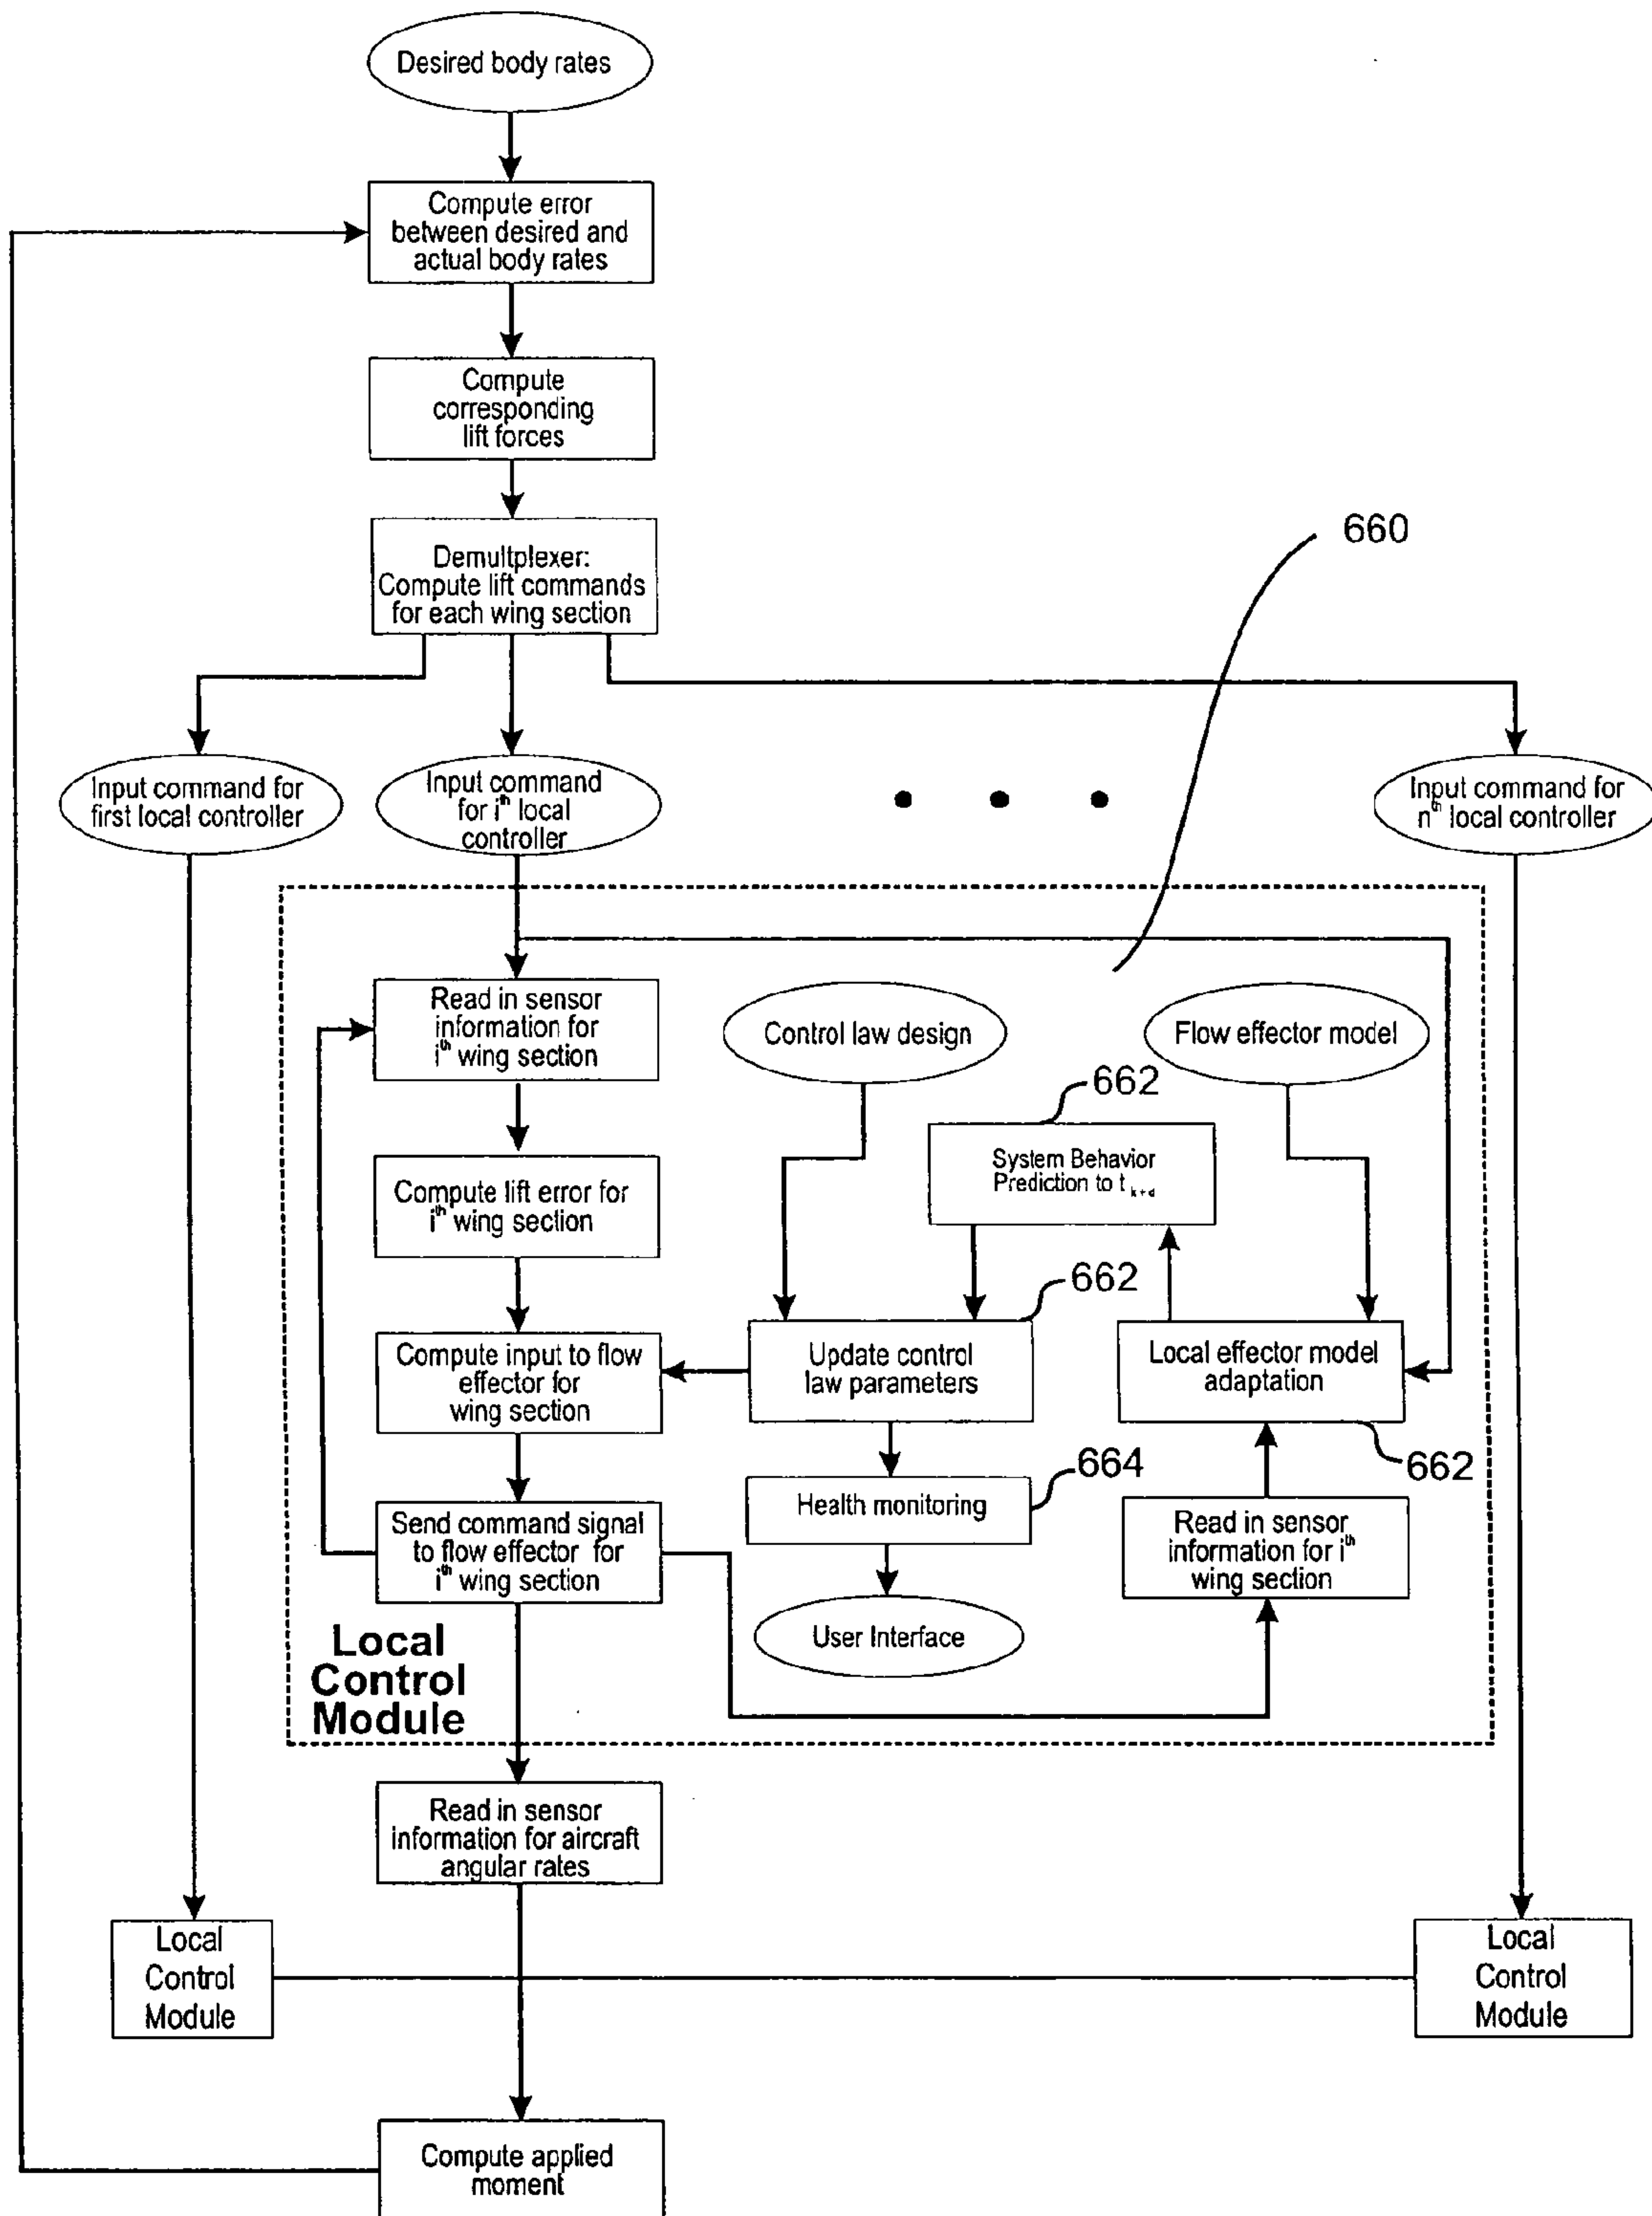 Desired body rates
Compute error
between desired and
actual body rates
Compute
corresponding
lift forces
Demultplexer:
Compute lift commands
for each wing section
660
Input command for
first local controller
Input command
for i^th local
controller
Input command for
n^th local controller
Read in sensor
information for
i^th wing section
Control law design
Flow effector model
662
System Behavior
Prediction to t k+d
Compute lift error for
i^th wing section
662
Compute input to flow
effector for
wing section
Update control
law parameters
Local effector model
adaptation
662
Health monitoring
664
Send command signal
to flow effector for
i^th wing section
Read in sensor
information for i^th
wing section
User Interface
Local
Control
Module
Read in sensor
information for aircraft
angular rates
Local
Control
Module
Local
Control
Module
Compute applied
moment